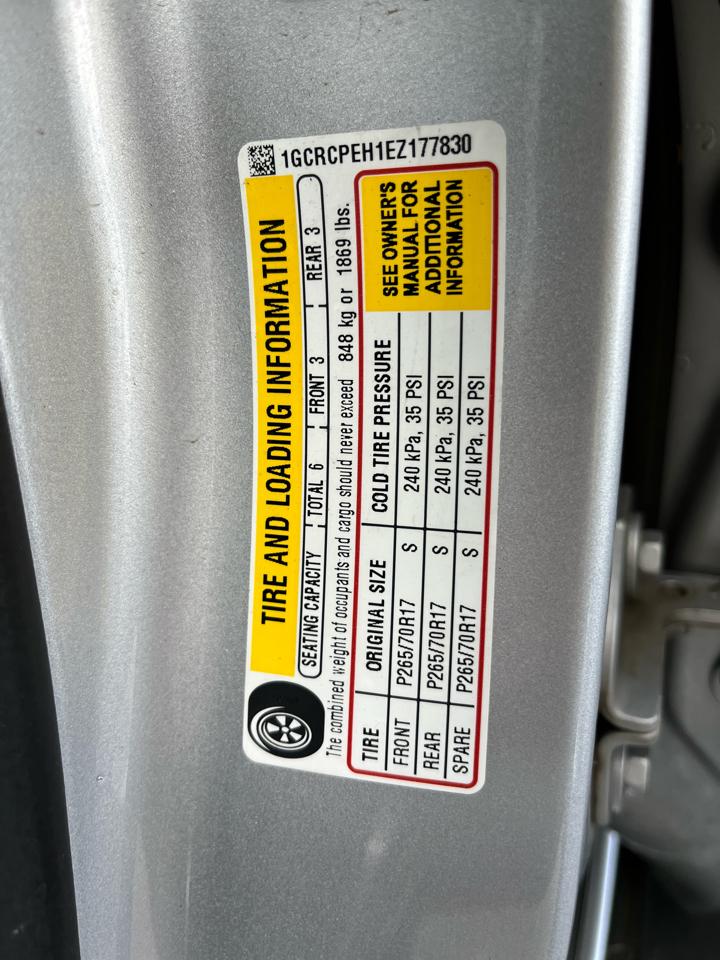 1GCRCPEH1EZ177830
TIRE AND LOADING INFORMATION
SEATING CAPACITY TOTAL 6 FRONT 3 REAR 3
The combined weight of occupants and cargo should never exceed 848 kg or 1869 lbs.
TIRE ORIGINAL SIZE COLD TIRE PRESSURE
FRONT P265/70R17 S 240 kPa, 35 PSI
REAR P265/70R17 S 240 kPa, 35 PSI
SPARE P265/70R17 S 240 kPa, 35 PSI
SEE OWNER'S
MANUAL FOR
ADDITIONAL
INFORMATION